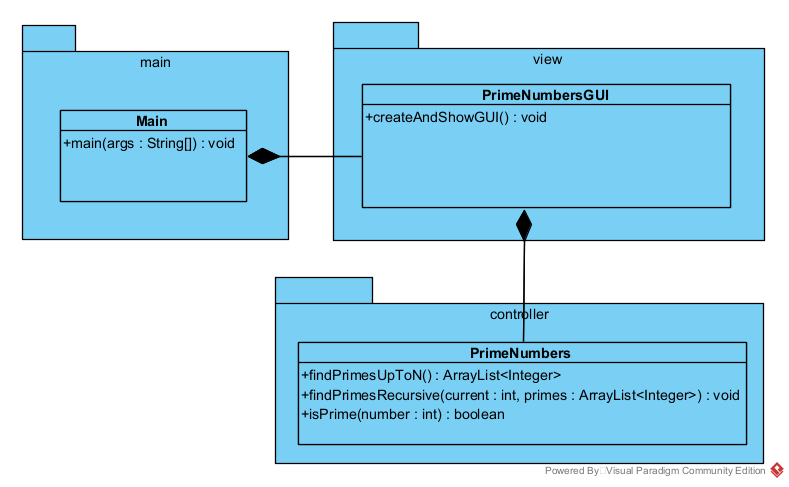 main
Main
+main(args : String[]) : void
view
PrimeNumbersGUI
+createAndShowGUI() : void
controller
PrimeNumbers
+findPrimesUpToN() : ArrayList<Integer>
+findPrimesRecursive(current : int, primes : ArrayList<Integer>) : void
+isPrime(number : int) : boolean
Powered By□Visual Paradigm Community Edition